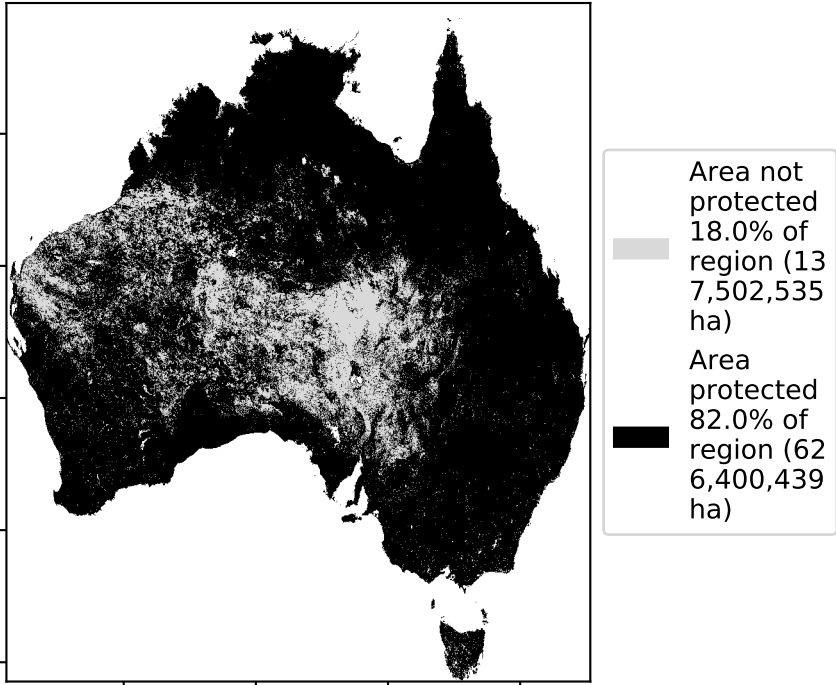 Area not
protected
18.0% of
region (13
7,502,535
ha)
Area
protected
82.0% of
region (62
6,400,439
ha)